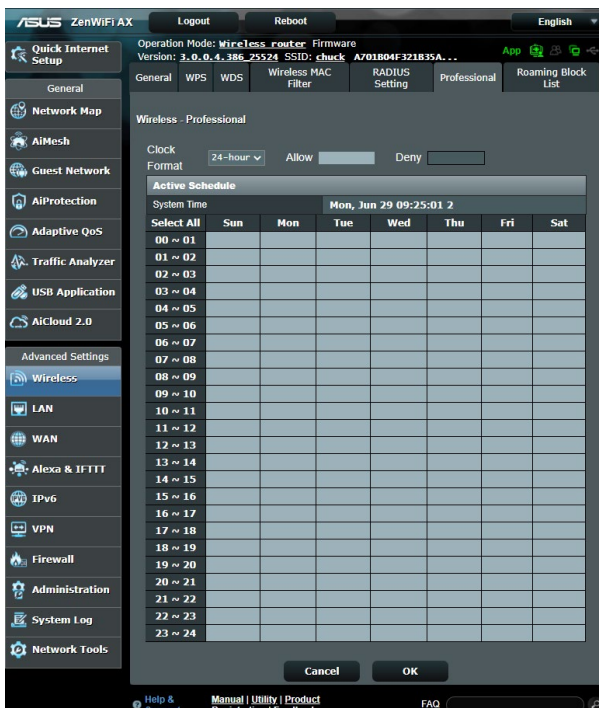 ASUS ZenWiFi AX Logout Reboot English
Quick Internet Setup
General
Network Map
AiMesh
Guest Network
AiProtection
Adaptive QoS
Traffic Analyzer
USB Application
AiCloud 2.0
Advanced Settings
Wireless
LAN
WAN
Alexa & IFTTT
IPv6
VPN
Firewall
Administration
System Log
Network Tools
Operation Mode: Wireless router Firmware
Version: 3.0.0.4.386_25524 SSID: chuck A701B04F321B35A...
App
General WPS WDS Wireless MAC Filter RADIUS Setting Professional Roaming Block List
Wireless - Professional
Clock Format 24-hour Allow Deny
Active Schedule
System Time Mon, Jun 29 09:25:01 2
Select All Sun Mon Tue Wed Thu Fri Sat
00 ~ 01
01 ~ 02
02 ~ 03
03 ~ 04
04 ~ 05
05 ~ 06
06 ~ 07
07 ~ 08
08 ~ 09
09 ~ 10
10 ~ 11
11 ~ 12
12 ~ 13
13 ~ 14
14 ~ 15
15 ~ 16
16 ~ 17
17 ~ 18
18 ~ 19
19 ~ 20
20 ~ 21
21 ~ 22
22 ~ 23
23 ~ 24
Cancel OK
Help & Manual | Utility | Product
FAQ